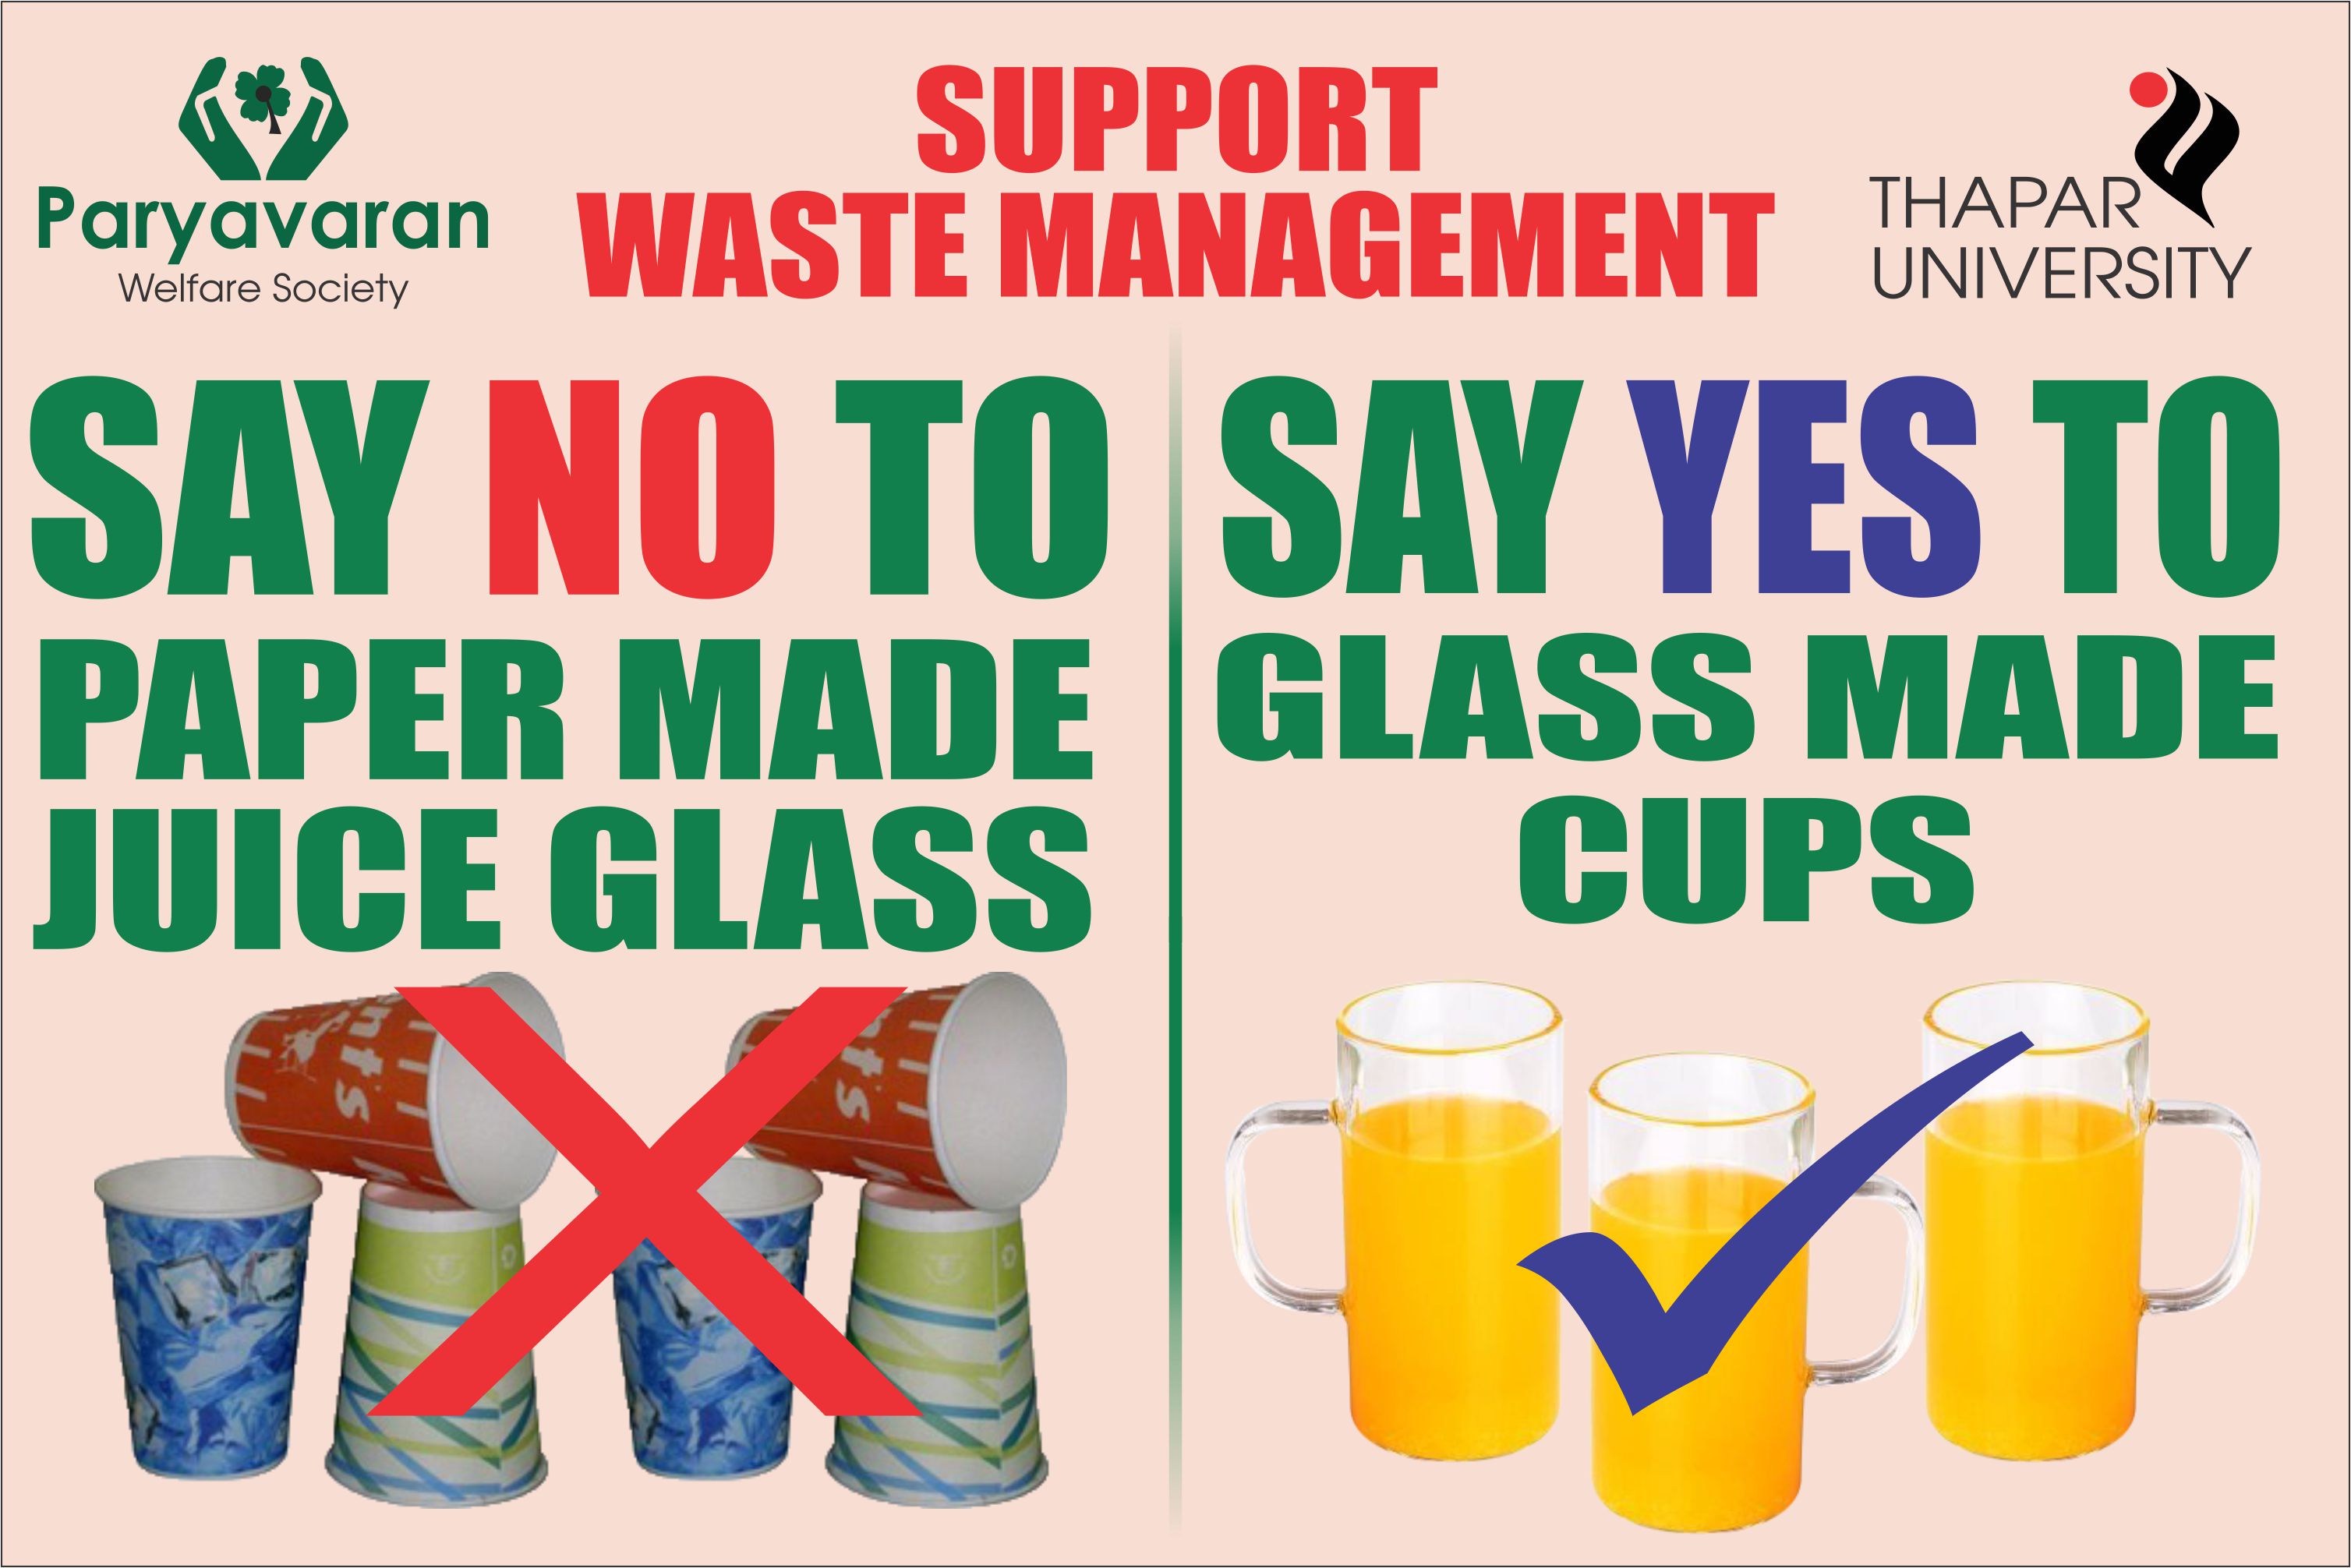 Paryavaran
Welfare Society
SUPPORT
WASTE MANAGEMENT
THAPAR
UNIVERSITY
SAY NO TO
PAPER MADE
JUICE GLASS
SAY YES TO
GLASS MADE
CUPS